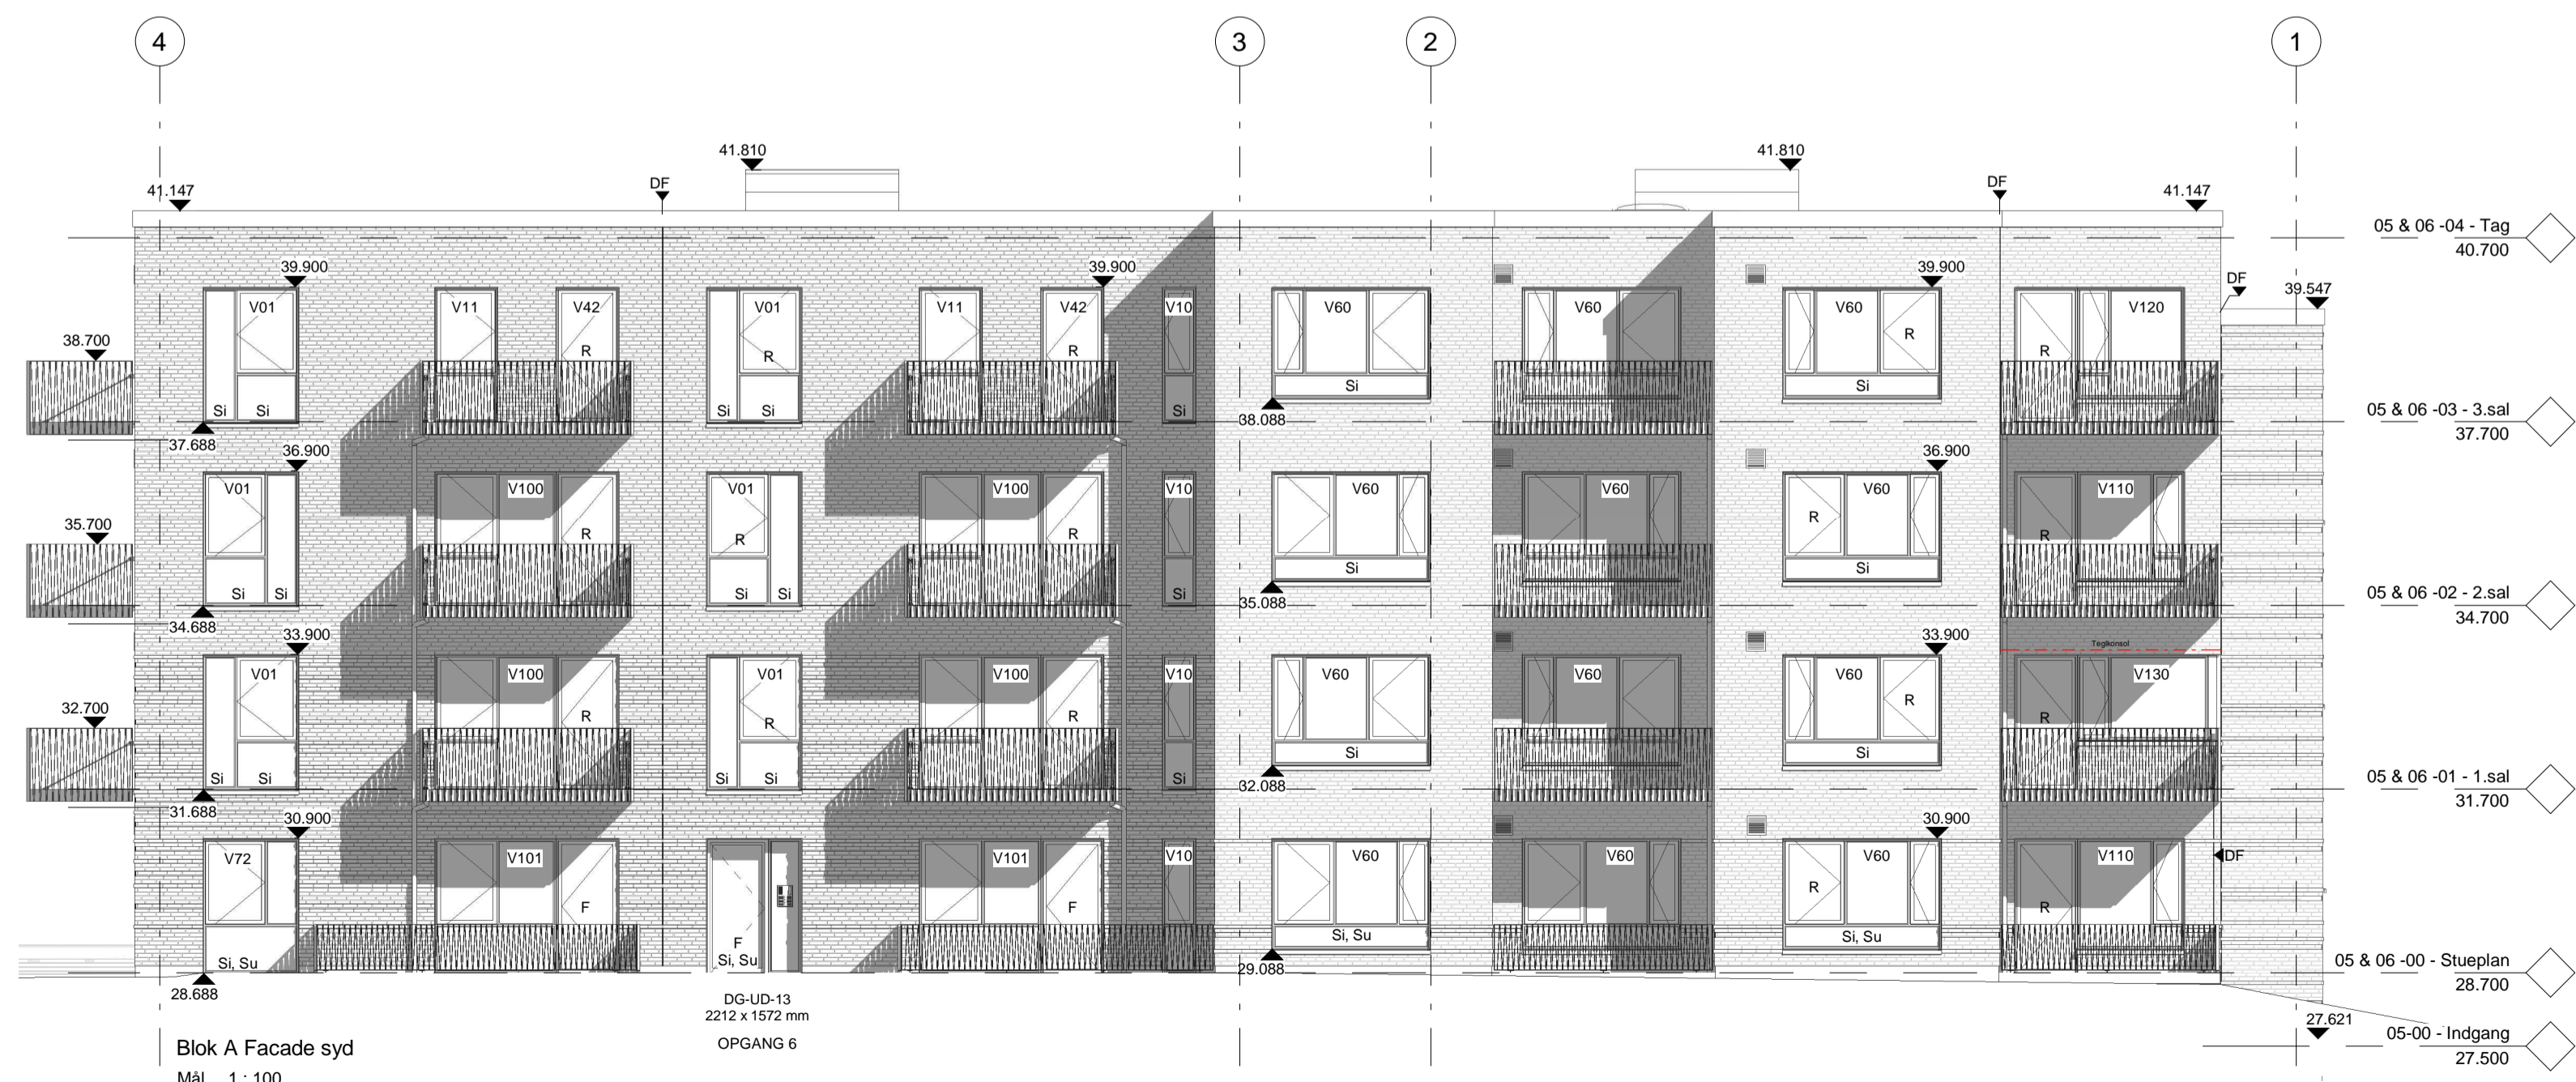 4
3
2
1
41.810
41.810
41.147
DF
DF
41.147
05 & 06 -04 - Tag
40.700
39.900
39.900
39.900
DF
39.547
V01
V11
V42
V01
V11
V42
V10
V60
V60
V60
V120
38.700
R
R
R
R
R
Si
Si
Si
Si
Si
Si
Si
05 & 06 -03 - 3.sal
37.700
37.688
38.088
36.900
36.900
V01
V100
V01
V100
V10
V60
V60
V60
V110
35.700
R
R
R
R
R
Si
Si
Si
Si
Si
Si
Si
05 & 06 -02 - 2.sal
34.700
34.688
35.088
33.900
33.900
Teglkonsol
V01
V100
V01
V100
V10
V60
V60
V60
V130
32.700
R
R
R
R
R
Si
Si
Si
Si
Si
Si
Si
05 & 06 -01 - 1.sal
31.700
31.688
32.088
30.900
30.900
V72
V101
V101
V10
V60
V60
V60
V110
DF
F
F
R
R
Si, Su
F
Si, Su
Si, Su
Si, Su
05 & 06 -00 - Stueplan
28.700
28.688
29.088
DG-UD-13
2212 x 1572 mm
OPGANG 6
27.621
05-00 - Indgang
27.500
Blok A Facade syd
Mål 1 : 100